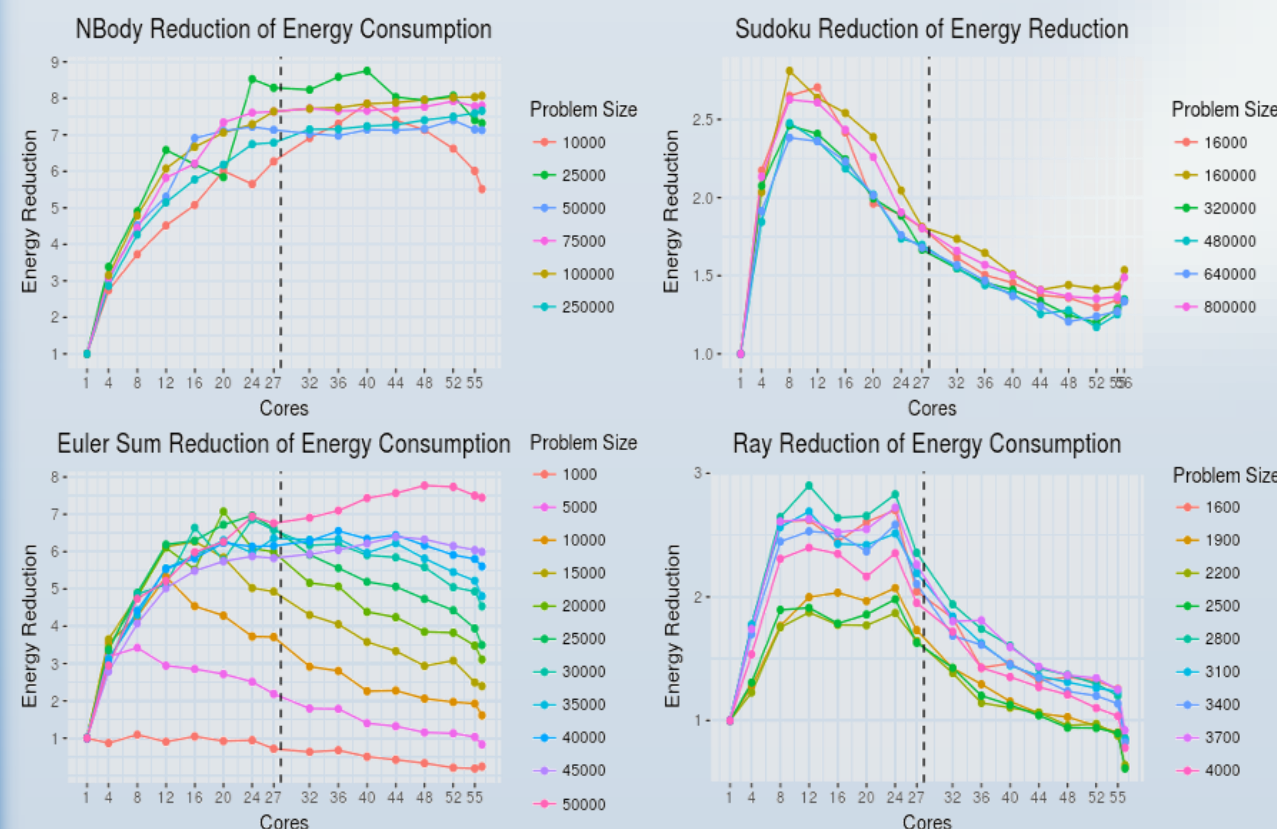 NBody Reduction of Energy Consumption
9
8
7
6
5
4
3
2
1
Energy Reduction
1 4 8 12 16 20 24 27 32 36 40 44 48 52 55
Cores
Problem Size
10000
25000
50000
75000
100000
250000
Sudoku Reduction of Energy Reduction
2.5
2.0
1.5
1.0
Energy Reduction
1 4 8 12 16 20 24 27 32 36 40 44 48 52 55 56
Cores
Problem Size
16000
160000
320000
480000
640000
800000
Euler Sum Reduction of Energy Consumption
8
7
6
5
4
3
2
1
Energy Reduction
1 4 8 12 16 20 24 27 32 36 40 44 48 52 55
Cores
Problem Size
1000
5000
10000
15000
20000
25000
30000
35000
40000
45000
50000
Ray Reduction of Energy Consumption
3
2
1
Energy Reduction
1 4 8 12 16 20 24 27 32 36 40 44 48 52 55
Cores
Problem Size
1600
1900
2200
2500
2800
3100
3400
3700
4000